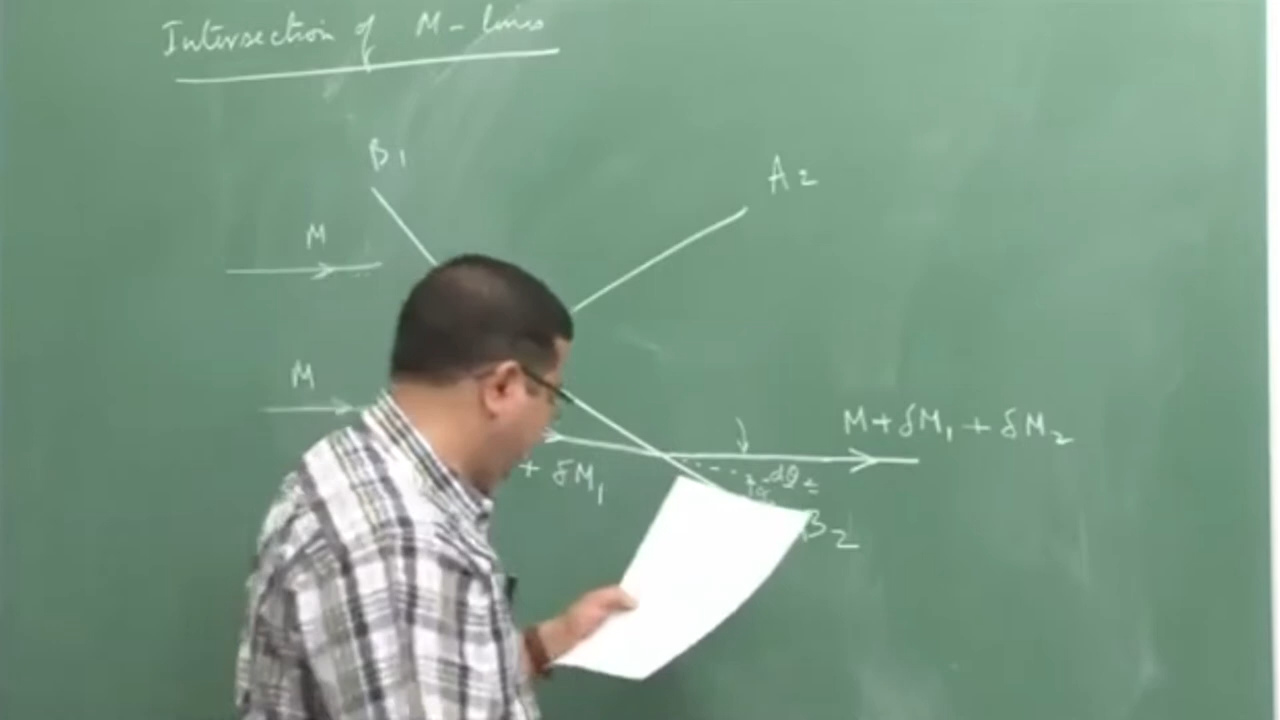 Intersection of M-lines
B1
A2
M
M
M+δM1 + δM2
+ δM1
B2